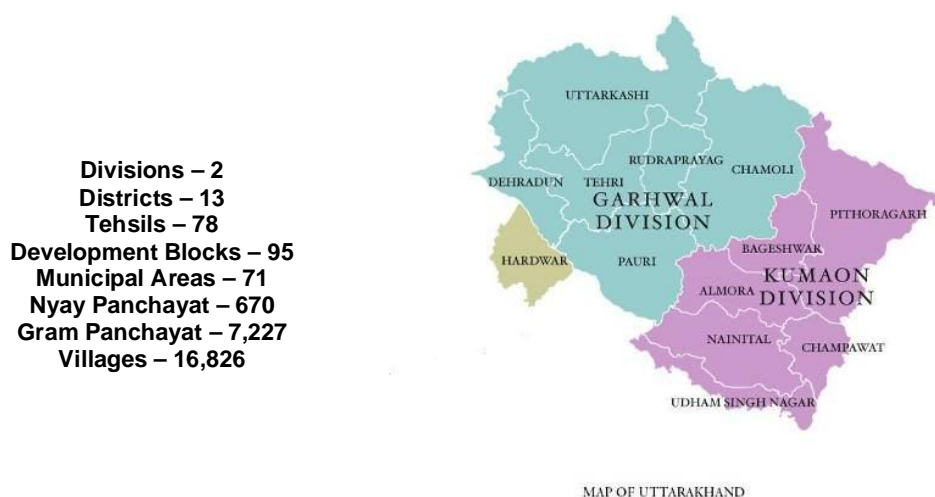 Divisions – 2
Districts – 13
Tehsils – 78
Development Blocks – 95
Municipal Areas – 71
Nyay Panchayat – 670
Gram Panchayat – 7,227
Villages – 16,826
UTTARKASHI
RUDRAPRAYAG
CHAMOLI
DEHRADUN
TEHRI
GARHWAL
DIVISION
PITHORAGARH
HARDWAR
PAURI
BAGESHWAR
KUMAON
DIVISION
ALMORA
NAINITAL
CHAMPAWAT
UDHAM SINGH NAGAR
MAP OF UTTARAKHAND